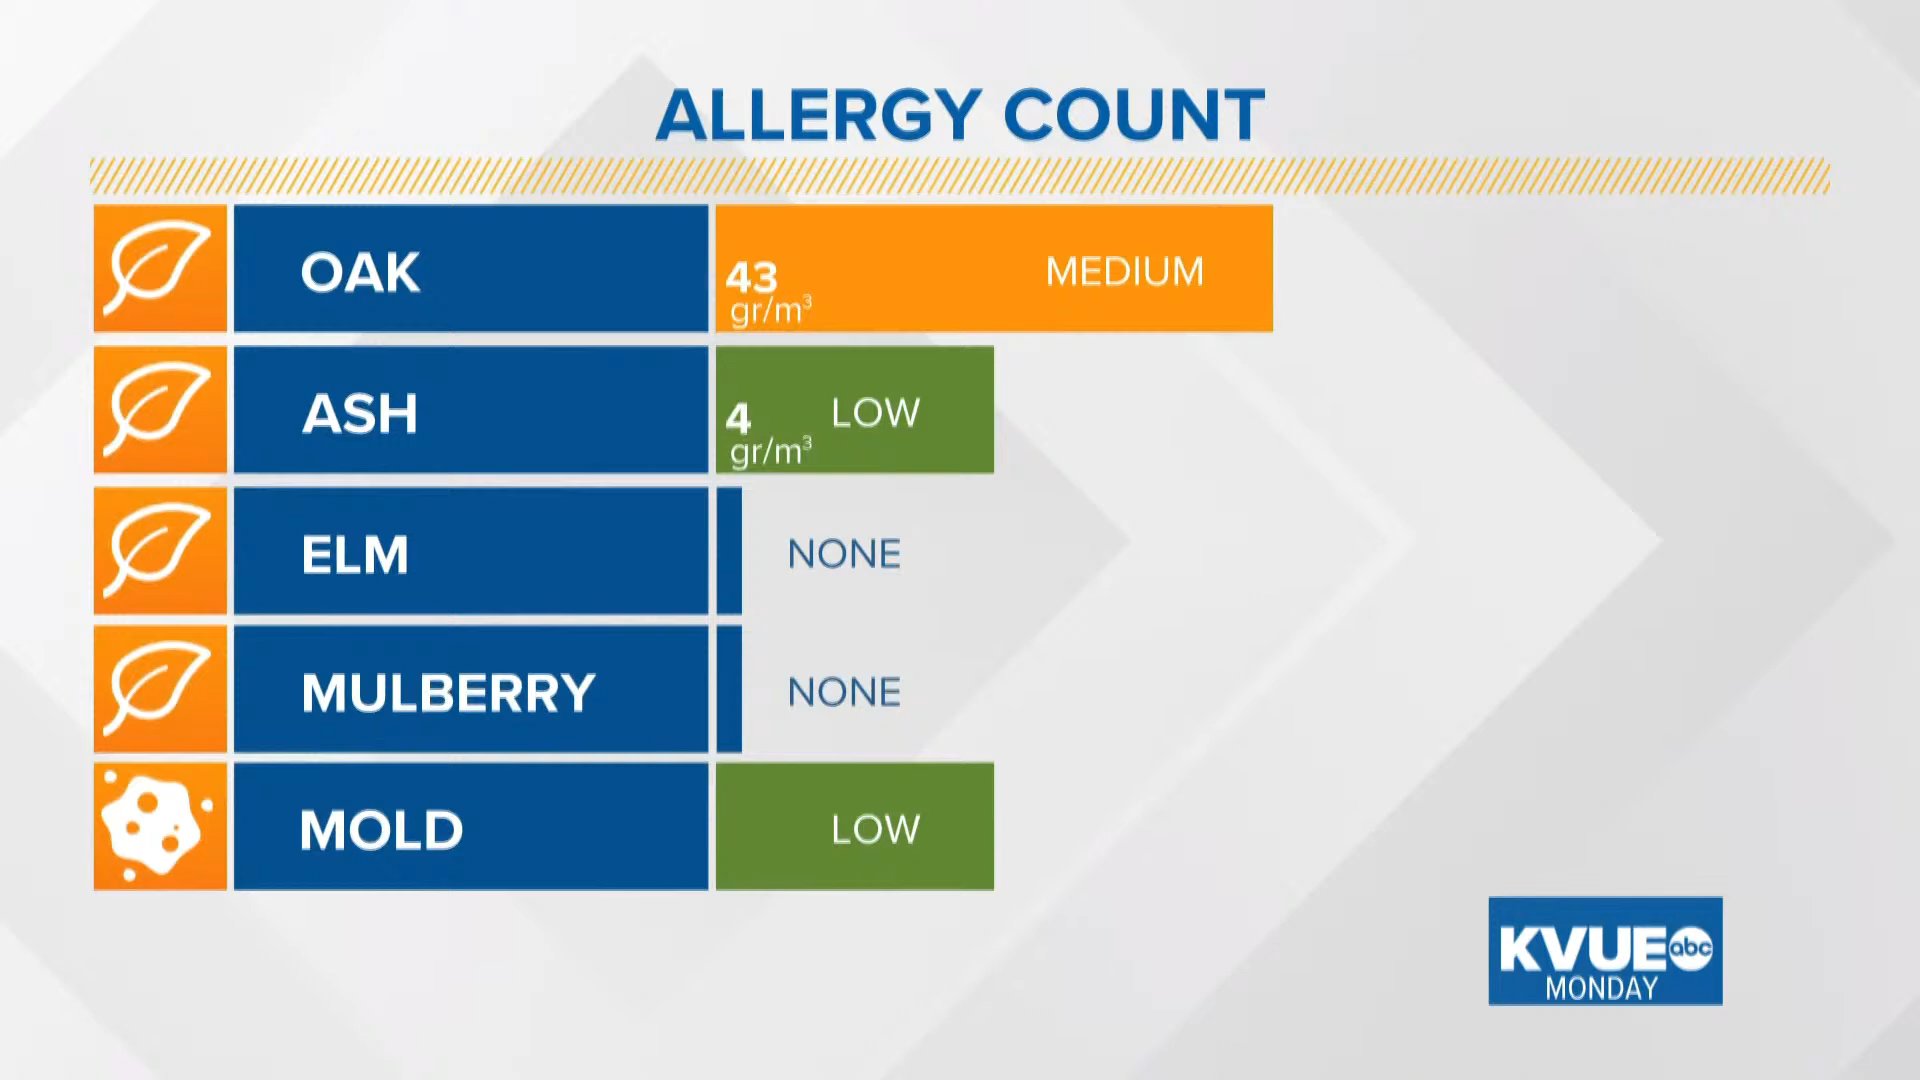 ALLERGY COUNT
OAK
43
gr/m³
MEDIUM
ASH
4
gr/m³
LOW
ELM
NONE
MULBERRY
NONE
MOLD
LOW
KVUE abc
MONDAY